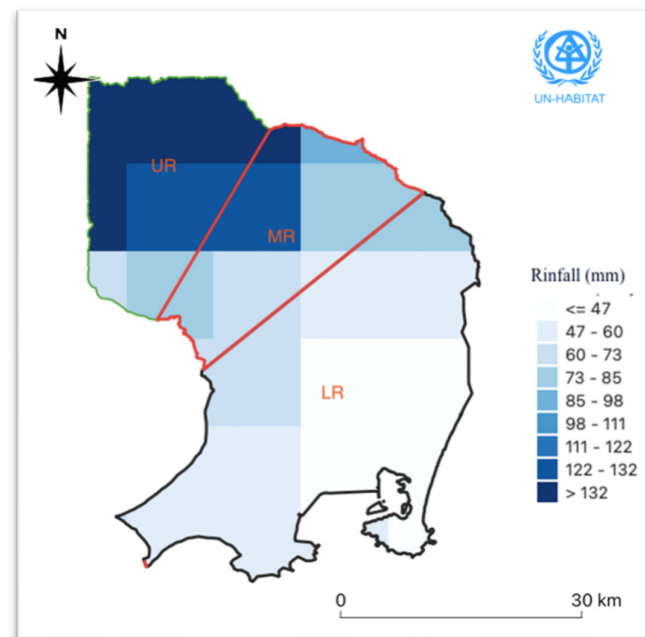 N
UN-HABITAT
UR
MR
LR
Rinfall (mm)
<= 47
47 - 60
60 - 73
73 - 85
85 - 98
98 - 111
111 - 122
122 - 132
> 132
0 30 km